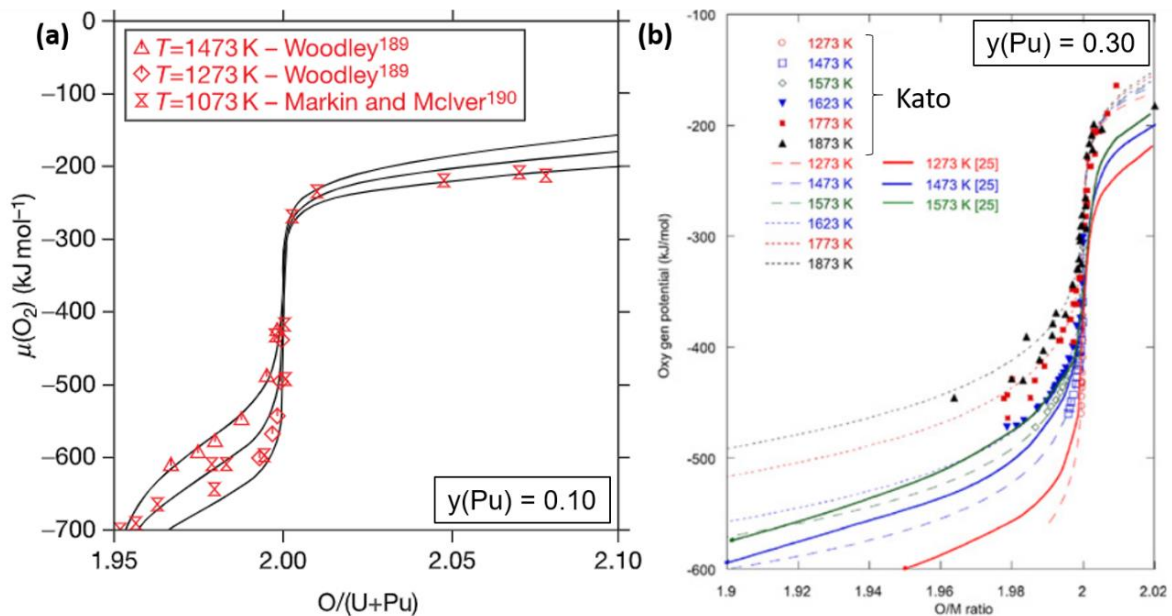 (a)
T=1473 K – Woodley189
T=1273 K – Woodley189
T=1073 K – Markin and McIver190
y(Pu) = 0.10
0
−100
−200
−300
−400
−500
−600
−700
μ(O2) (kJ mol−1)
1.95
2.00
2.05
2.10
O/(U+Pu)
(b)
y(Pu) = 0.30
1273 K
1473 K
1573 K
1623 K
1773 K
1873 K
Kato
1273 K
1473 K
1573 K
1623 K
1773 K
1873 K
1273 K [25]
1473 K [25]
1573 K [25]
0
-100
-200
-300
-400
-500
-600
Oxy gen potential (kJ/mol)
1.9
1.92
1.94
1.96
1.98
2
2.02
O/M ratio